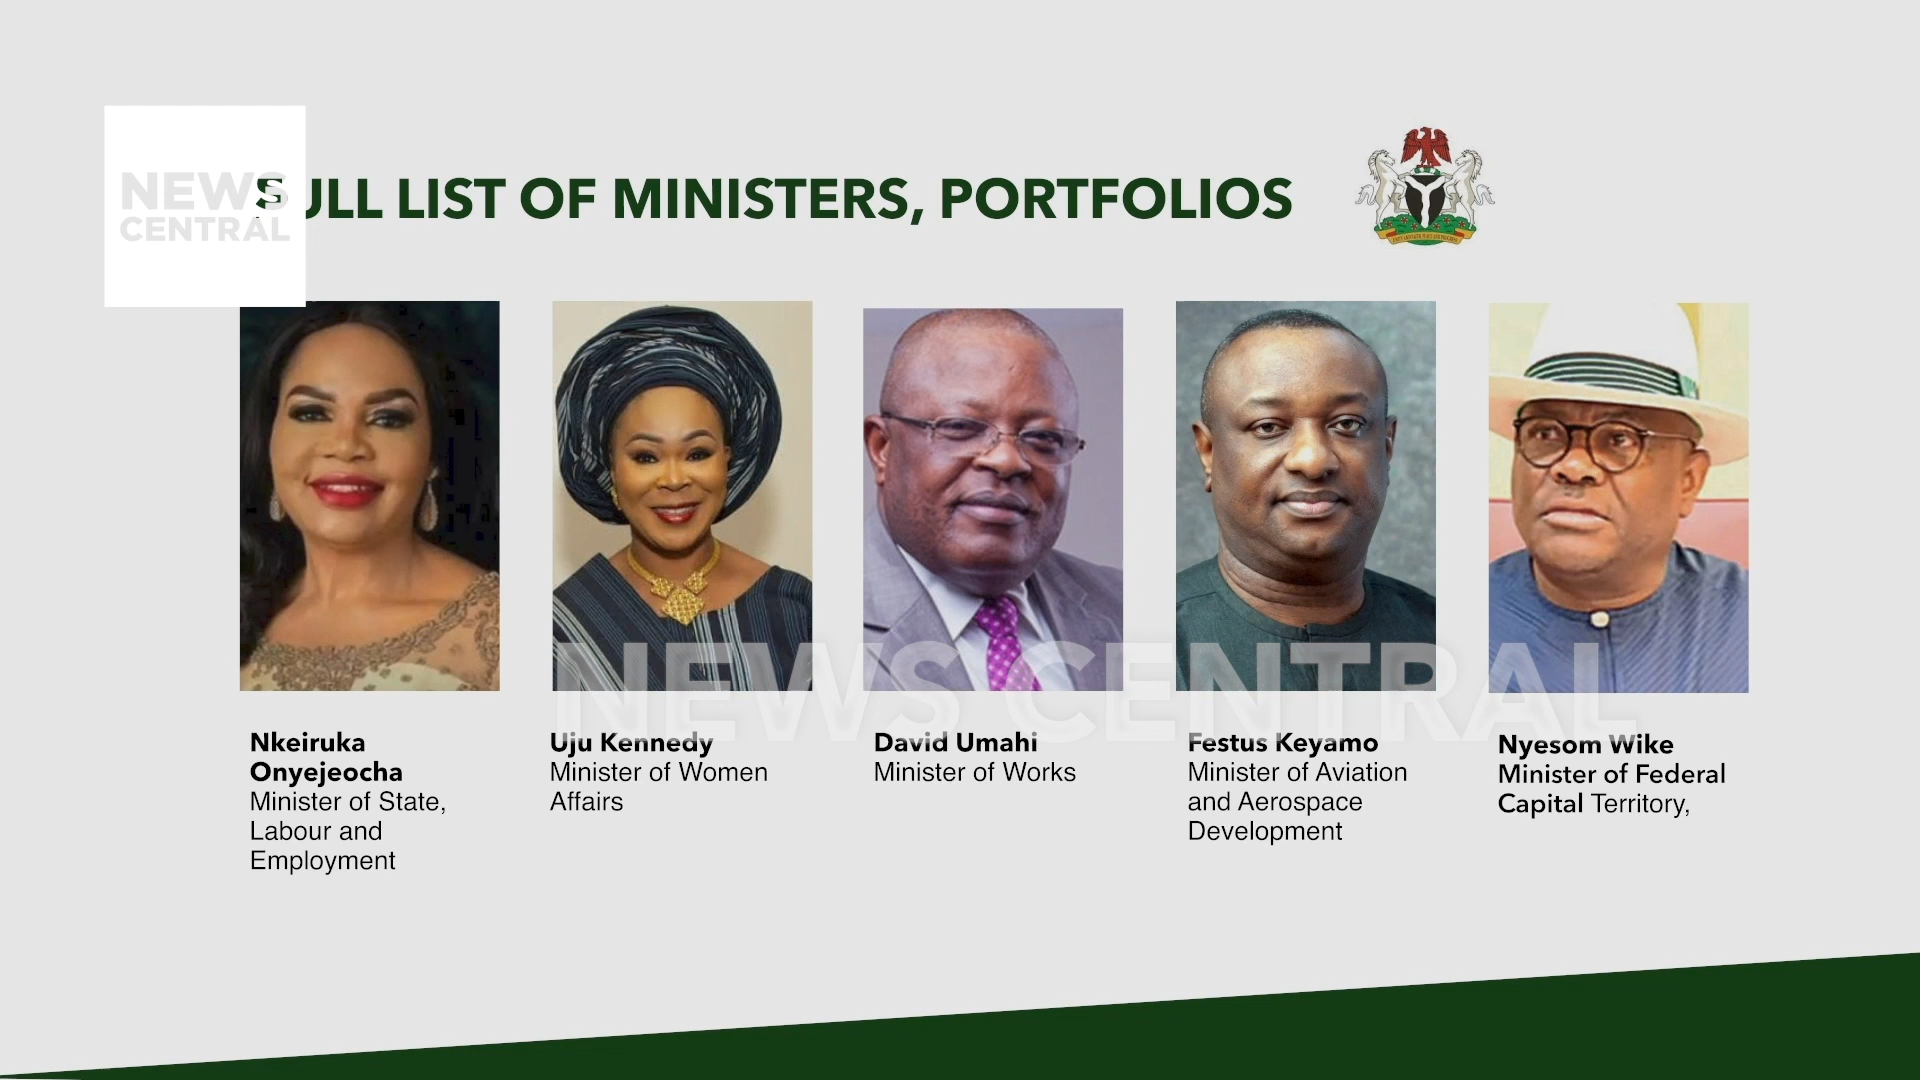 NEWS
CENTRAL
FULL LIST OF MINISTERS, PORTFOLIOS
NEWS CENTRAL
Nkeiruka
Onyejeocha
Minister of State,
Labour and
Employment
Uju Kennedy
Minister of Women
Affairs
David Umahi
Minister of Works
Festus Keyamo
Minister of Aviation
and Aerospace
Development
Nyesom Wike
Minister of Federal
Capital Territory,